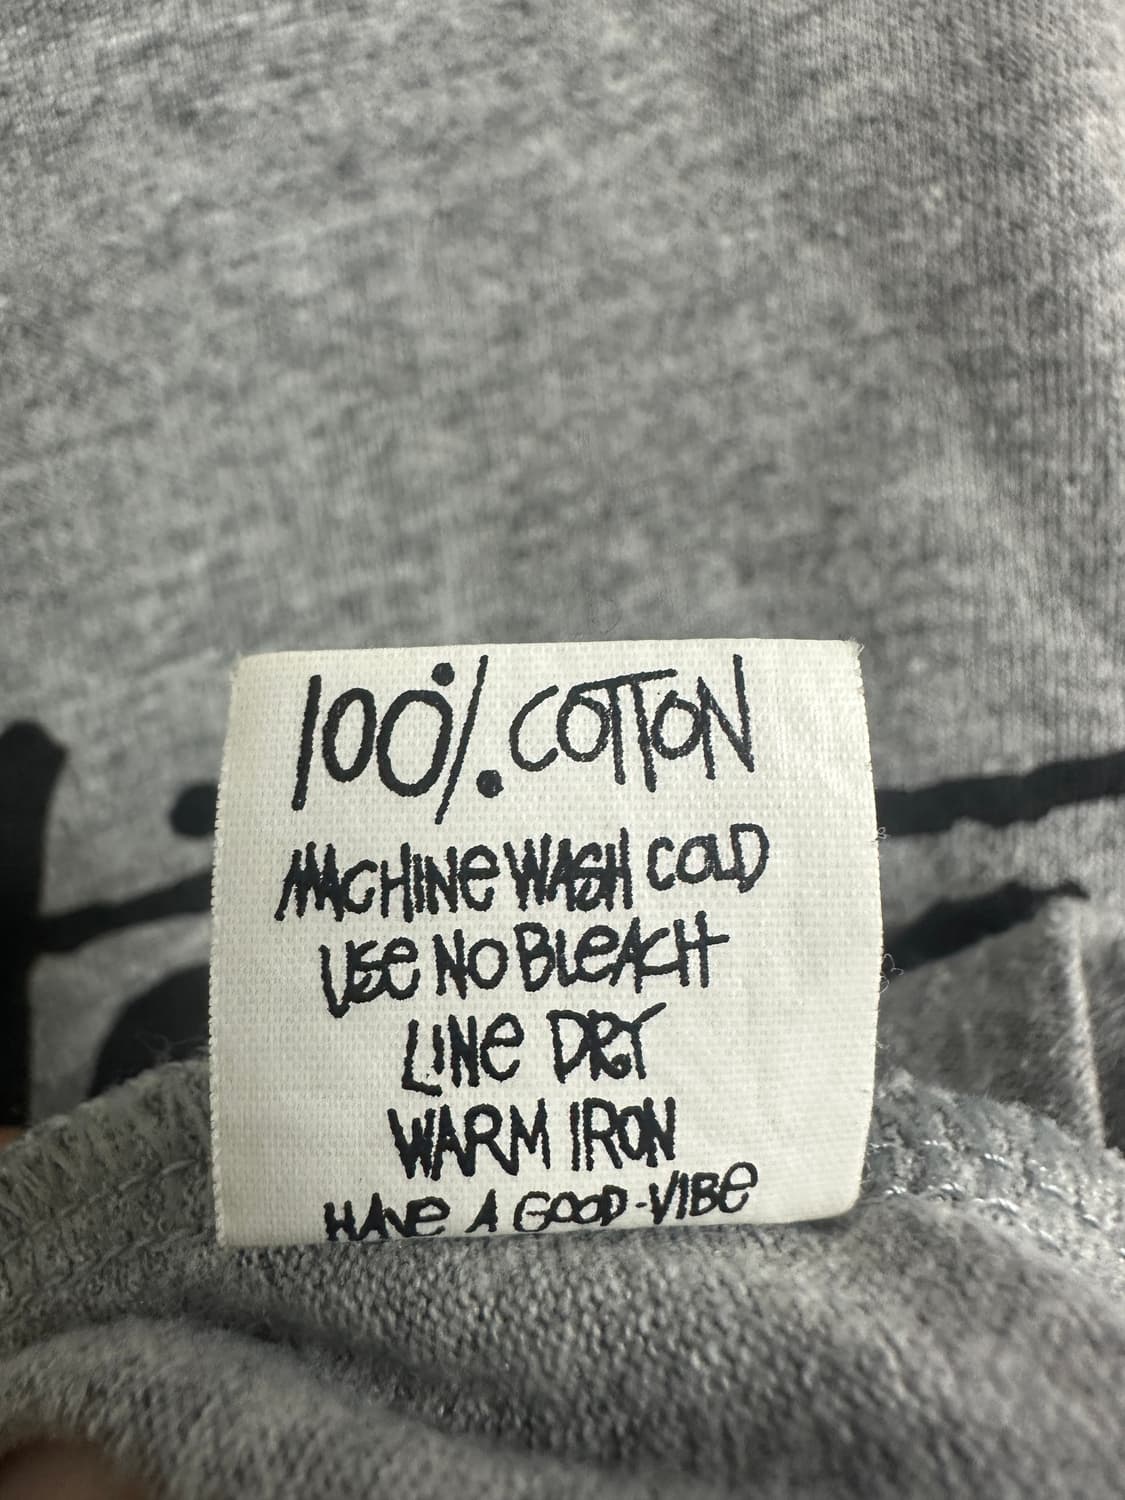 100% COTTON
MACHINE WASH COLD
USE NO BLEACH
LINE DRY
WARM IRON
HAVE A GOOD-VIBE